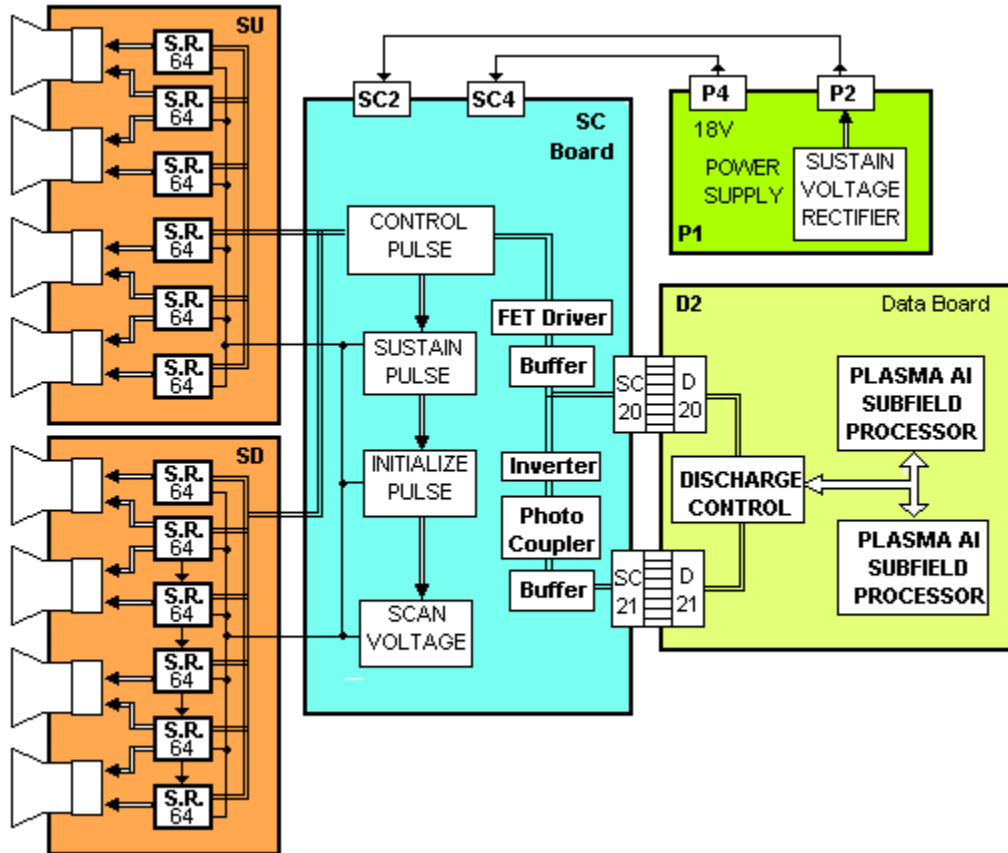 SU
S.R.
64
S.R.
64
S.R.
64
S.R.
64
S.R.
64
S.R.
64
SD
S.R.
64
S.R.
64
S.R.
64
S.R.
64
S.R.
64
S.R.
64
SC2
SC4
SC
Board
CONTROL
PULSE
SUSTAIN
PULSE
INITIALIZE
PULSE
SCAN
VOLTAGE
FET Driver
Buffer
Inverter
Photo
Coupler
Buffer
SC
20
D
20
SC
21
D
21
P4
P2
18V
POWER
SUPPLY
SUSTAIN
VOLTAGE
RECTIFIER
P1
D2
Data Board
PLASMA AI
SUBFIELD
PROCESSOR
DISCHARGE
CONTROL
PLASMA AI
SUBFIELD
PROCESSOR